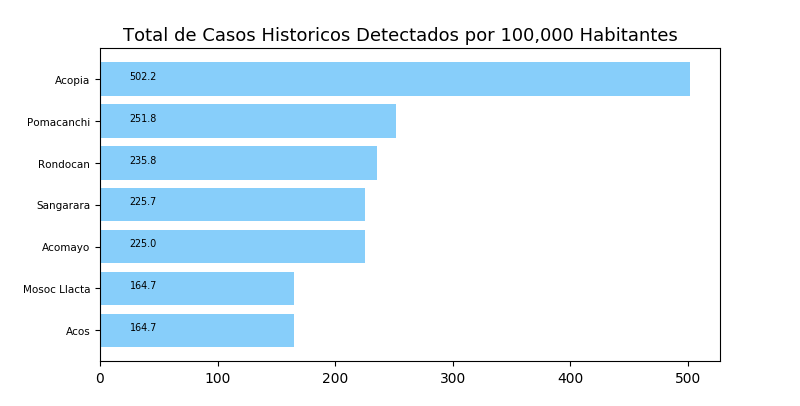 Total de Casos Historicos Detectados por 100,000 Habitantes
Acopia 502.2
Pomacanchi 251.8
Rondocan 235.8
Sangarara 225.7
Acomayo 225.0
Mosoc Llacta 164.7
Acos 164.7
0 100 200 300 400 500